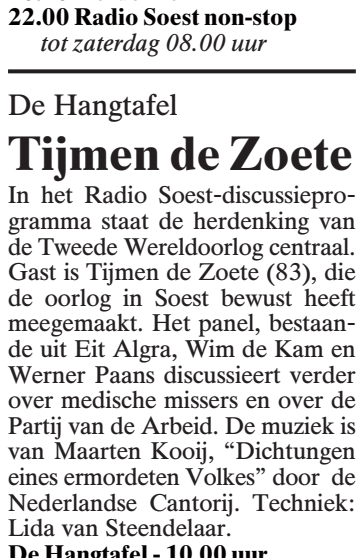 22.00 Radio Soest non-stop
tot zaterdag 08.00 uur
De Hangtafel
Tijmen de Zoete
In het Radio Soest-discussiepro-
gramma staat de herdenking van
de Tweede Wereldoorlog centraal.
Gast is Tijmen de Zoete (83), die
de oorlog in Soest bewust heeft
meegemaakt. Het panel, bestaan-
de uit Eit Algra, Wim de Kam en
Werner Paans discussieert verder
over medische missers en over de
Partij van de Arbeid. De muziek is
van Maarten Kooij, “Dichtungen
eines ermordeten Volkes” door de
Nederlandse Cantorij. Techniek:
Lida van Steendelaar.
De Hangtafel - 10.00 uur